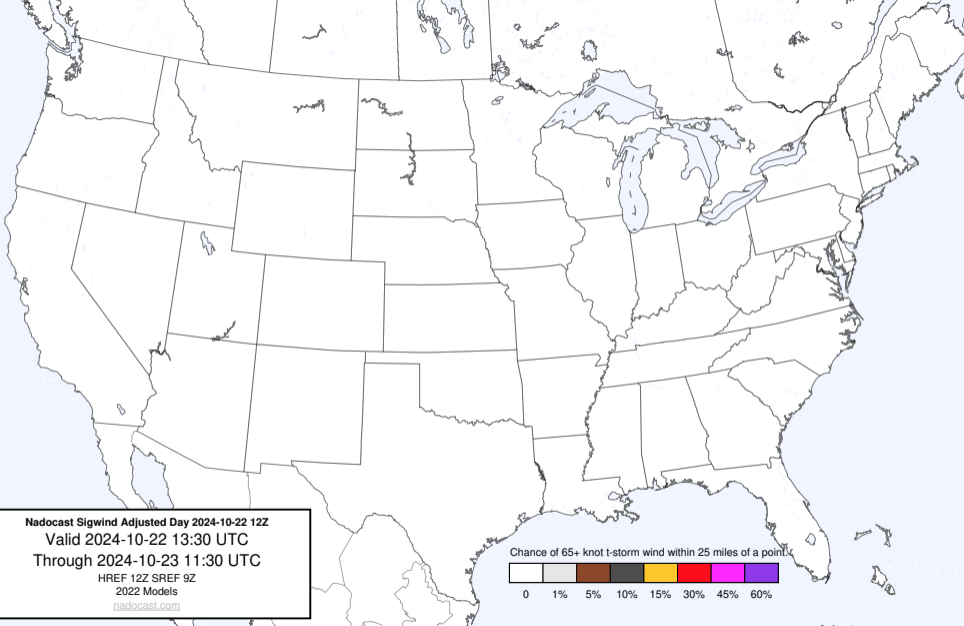 Nadocast Sigwind Adjusted Day 2024-10-22 12Z
Valid 2024-10-22 13:30 UTC
Through 2024-10-23 11:30 UTC
HREF 12Z SREF 9Z
2022 Models
nadocast.com
Chance of 65+ knot t-storm wind within 25 miles of a point.
0 1% 5% 10% 15% 30% 45% 60%